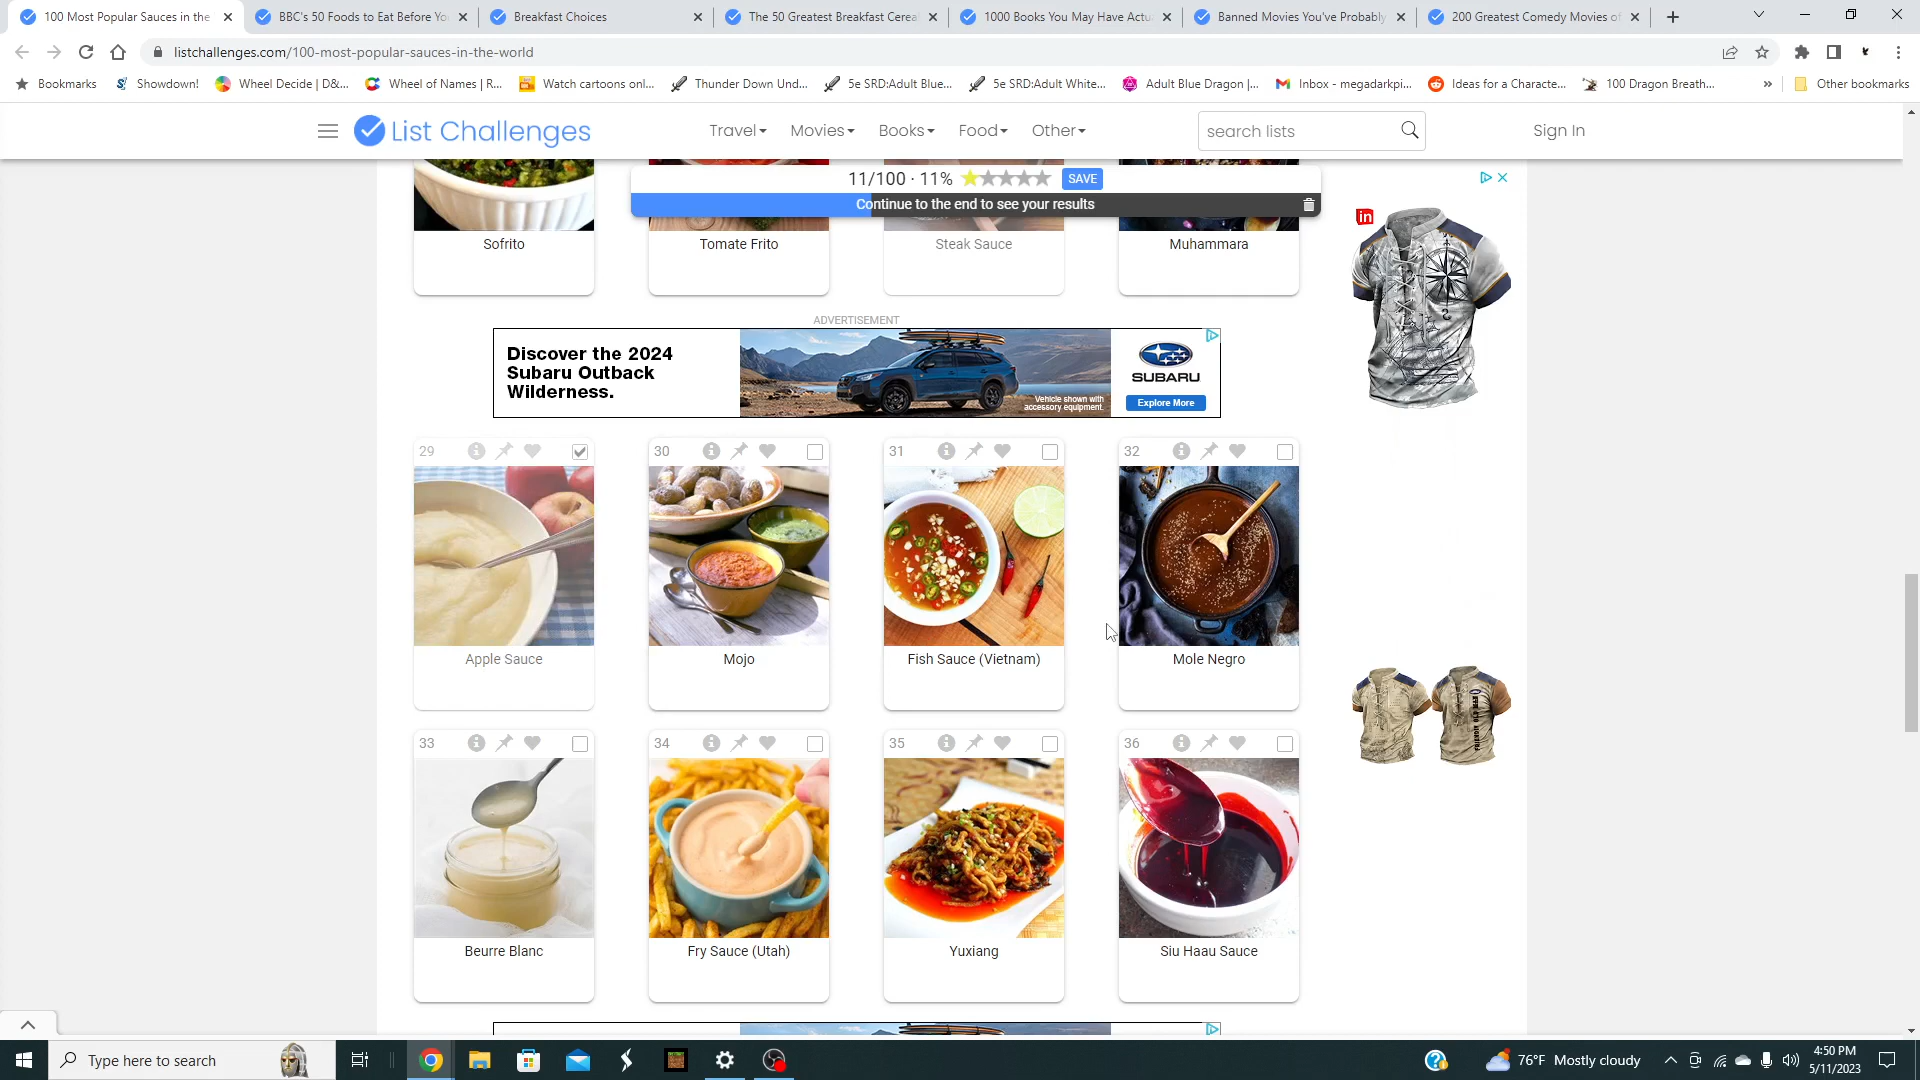 100 Most Popular Sauces in the
BBC's 50 Foods to Eat Before Yo
Breakfast Choices
The 50 Greatest Breakfast Cerea
1000 Books You May Have Actu
Banned Movies You've Probably
200 Greatest Comedy Movies of
listchallenges.com/100-most-popular-sauces-in-the-world
Bookmarks
Showdown!
Wheel Decide | D&...
Wheel of Names | R...
Watch cartoons onl...
Thunder Down Und...
5e SRD:Adult Blue...
5e SRD:Adult White...
Adult Blue Dragon |...
Inbox - megadarkpi...
Ideas for a Characte...
100 Dragon Breath...
»
Other bookmarks
List Challenges
Travel
Movies
Books
Food
Other
search lists
Sign In
11/100 · 11%
SAVE
Continue to the end to see your results
Sofrito
Tomate Frito
Steak Sauce
Muhammara
in
ADVERTISEMENT
Discover the 2024
Subaru Outback
Wilderness.
Vehicle shown with
accessory equipment.
SUBARU
Explore More
29
30
31
32
Apple Sauce
Mojo
Fish Sauce (Vietnam)
Mole Negro
33
34
35
36
Beurre Blanc
Fry Sauce (Utah)
Yuxiang
Siu Haau Sauce
Type here to search
76°F Mostly cloudy
4:50 PM
5/11/2023